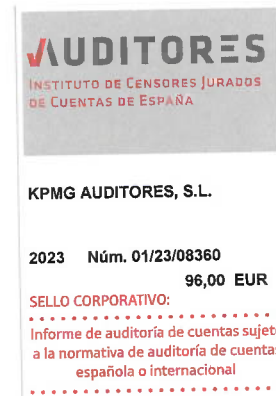 AUDITORES
INSTITUTO DE CENSORES JURADOS
DE CUENTAS DE ESPAÑA
KPMG AUDITORES, S.L.
2023 Núm. 01/23/08360
96,00 EUR
SELLO CORPORATIVO:
Informe de auditoría de cuentas sujet
a la normativa de auditoría de cuentas
española o internacional